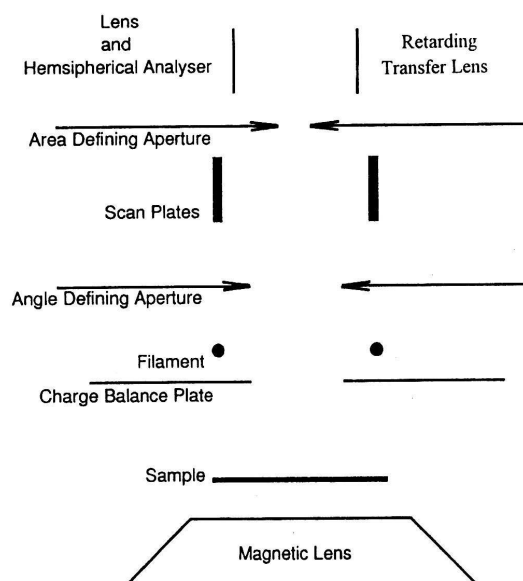 Lens
and
Hemsipherical Analyser
Retarding
Transfer Lens
Area Defining Aperture
Scan Plates
Angle Defining Aperture
Filament
Charge Balance Plate
Sample
Magnetic Lens